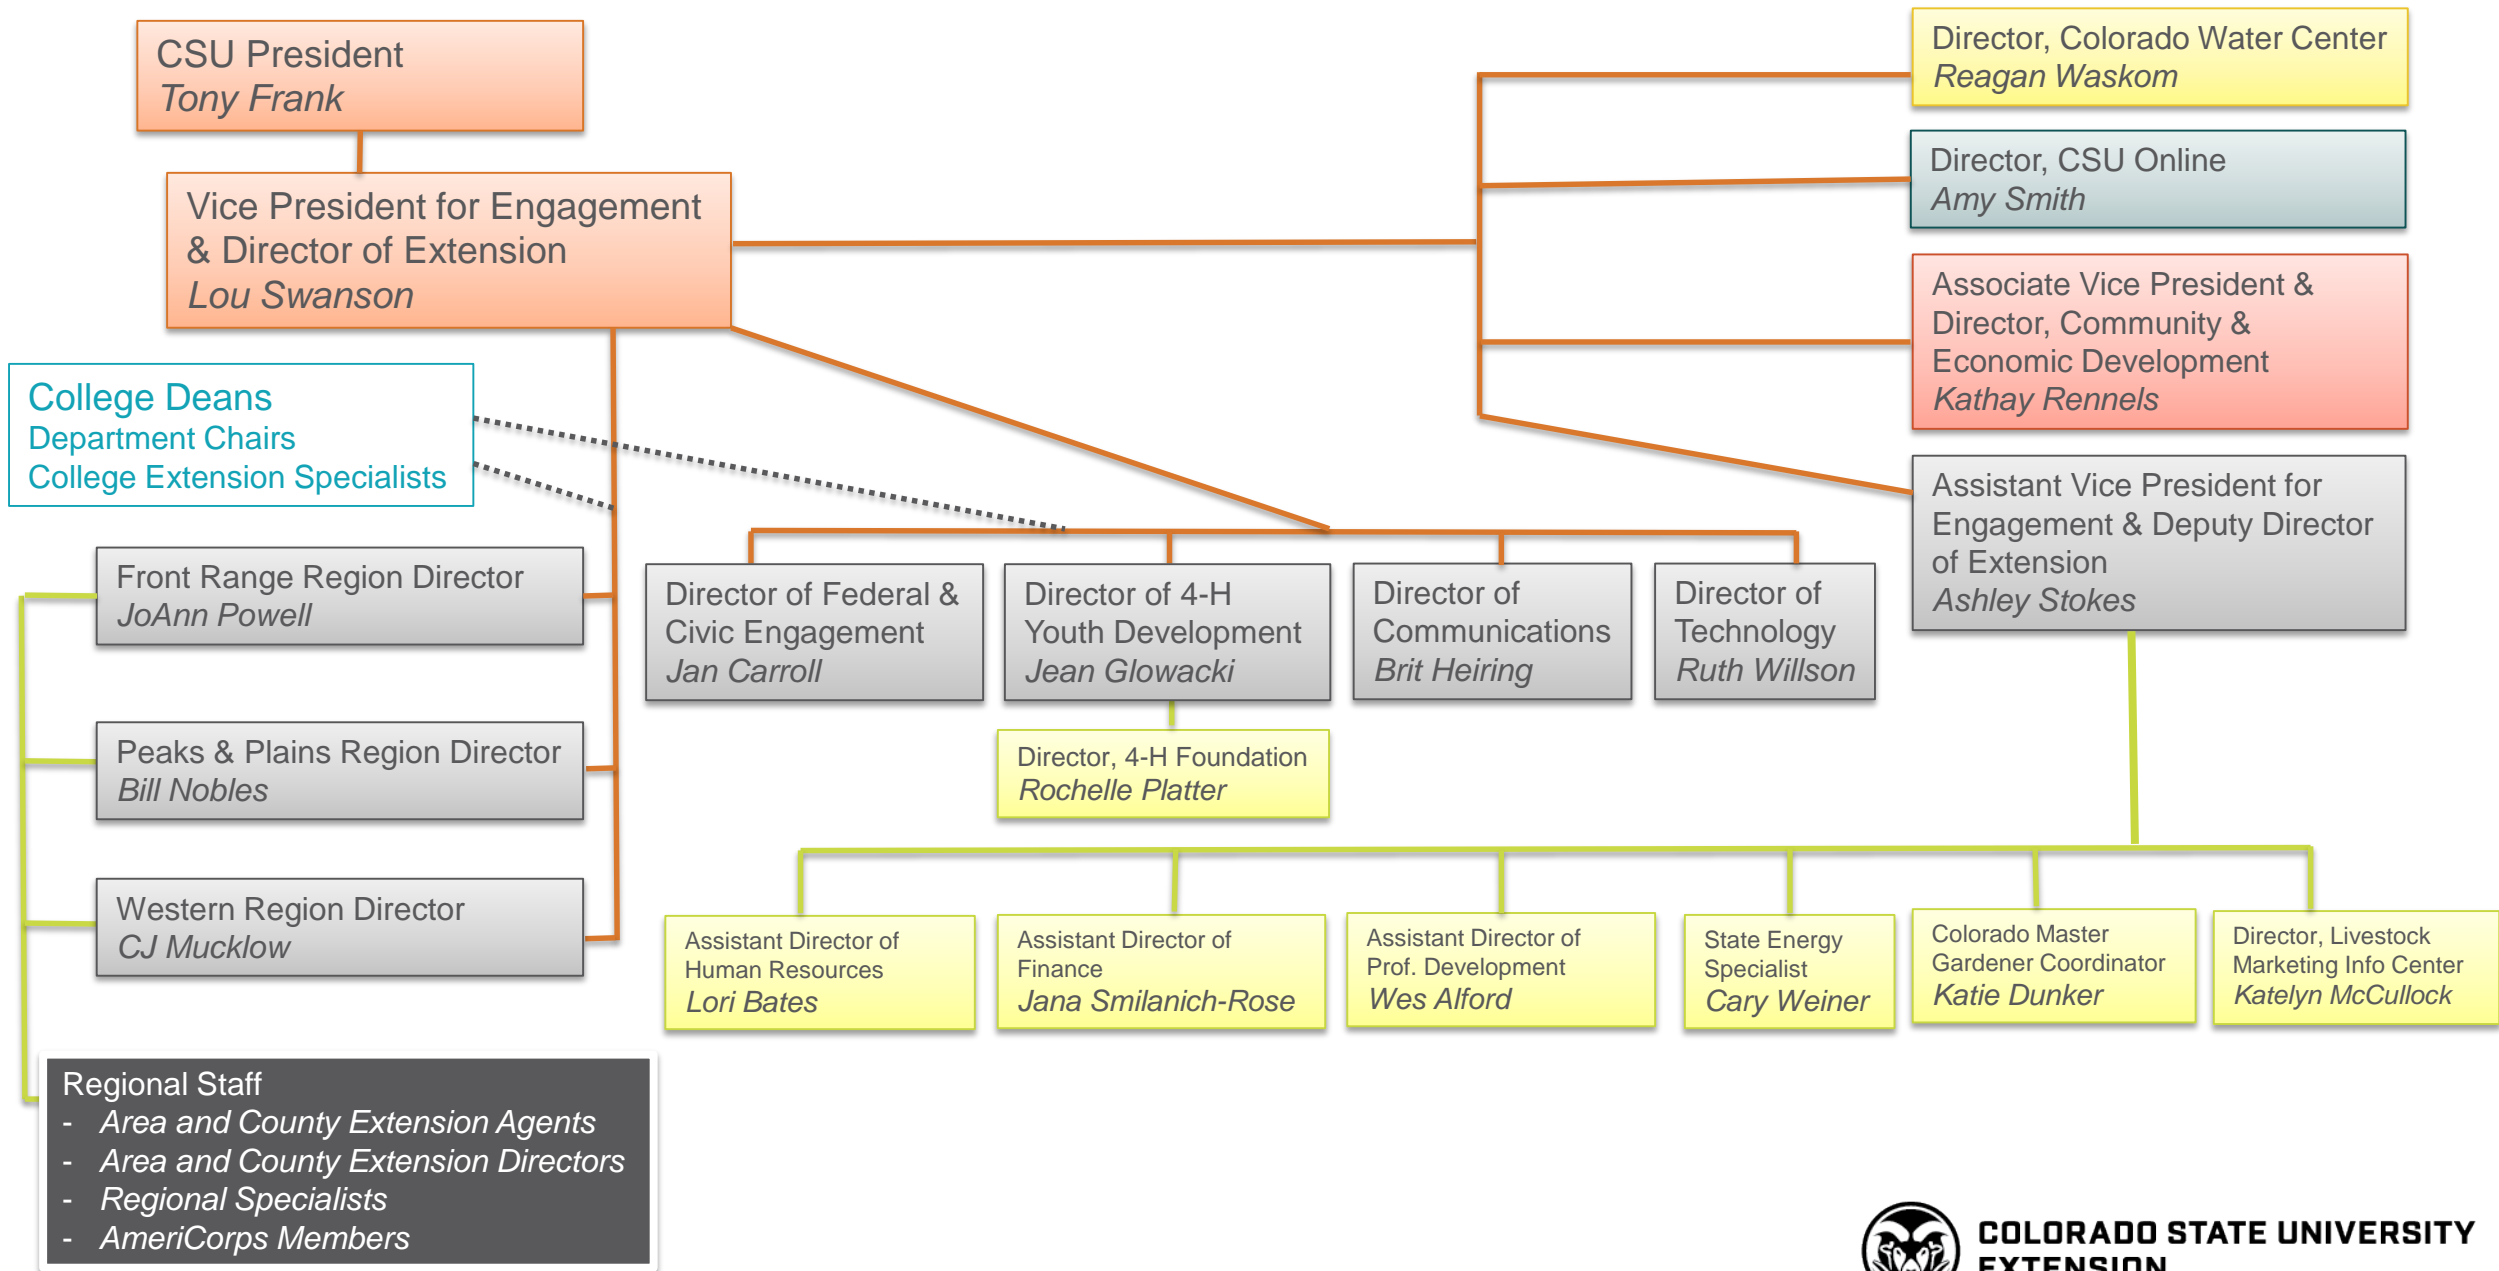 CSU President
Tony Frank
Vice President for Engagement
& Director of Extension
Lou Swanson
Director, Colorado Water Center
Reagan Waskom
Director, CSU Online
Amy Smith
Associate Vice President &
Director, Community &
Economic Development
Kathay Rennels
Assistant Vice President for
Engagement & Deputy Director
of Extension
Ashley Stokes
College Deans
Department Chairs
College Extension Specialists
Front Range Region Director
JoAnn Powell
Peaks & Plains Region Director
Bill Nobles
Western Region Director
CJ Mucklow
Director of Federal &
Civic Engagement
Jan Carroll
Director of 4-H
Youth Development
Jean Glowacki
Director of
Communications
Brit Heiring
Director of
Technology
Ruth Willson
Director, 4-H Foundation
Rochelle Platter
Assistant Director of
Human Resources
Lori Bates
Assistant Director of
Finance
Jana Smilanich-Rose
Assistant Director of
Prof. Development
Wes Alford
State Energy
Specialist
Cary Weiner
Colorado Master
Gardener Coordinator
Katie Dunker
Director, Livestock
Marketing Info Center
Katelyn McCullock
Regional Staff
- Area and County Extension Agents
- Area and County Extension Directors
- Regional Specialists
- AmeriCorps Members
COLORADO STATE UNIVERSITY
EXTENSION